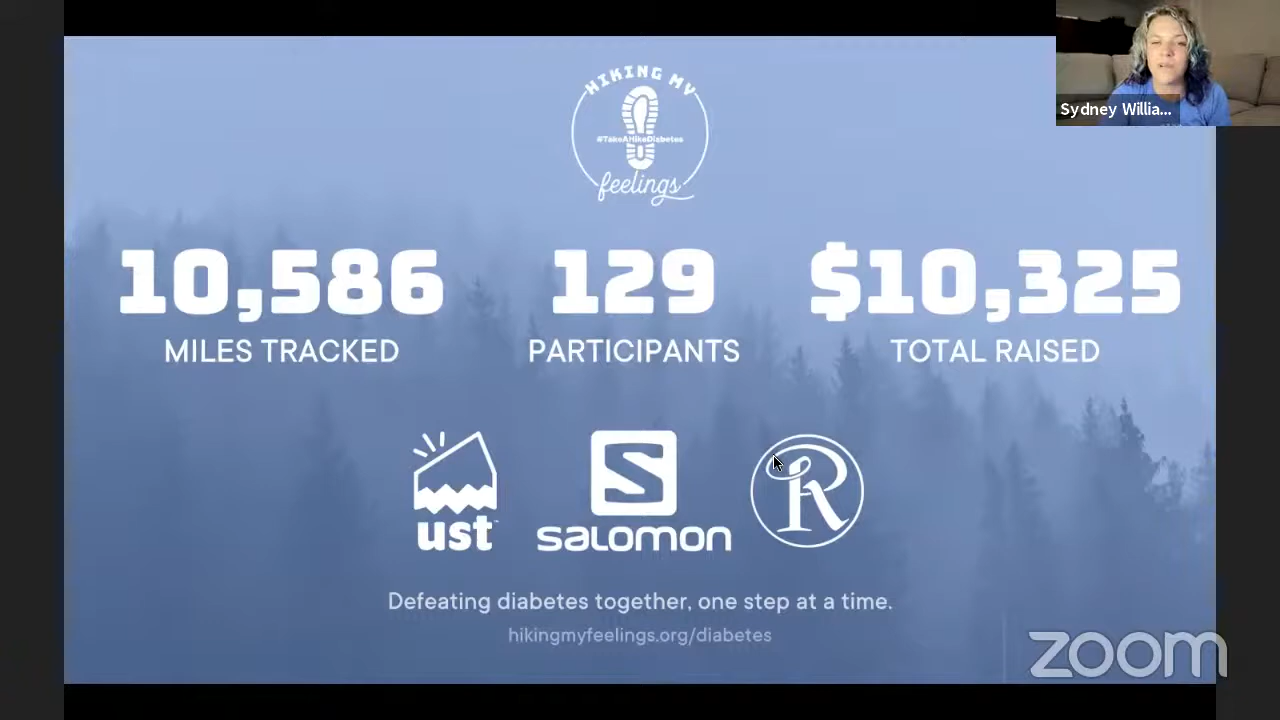 Sydney Willia...
HIKING MY
#TakeAHikeDiabetes
feelings
10,586
129
$10,325
MILES TRACKED
PARTICIPANTS
TOTAL RAISED
S
R
ust
salomon
Defeating diabetes together, one step at a time.
hikingmyfeelings.org/diabetes
zoom